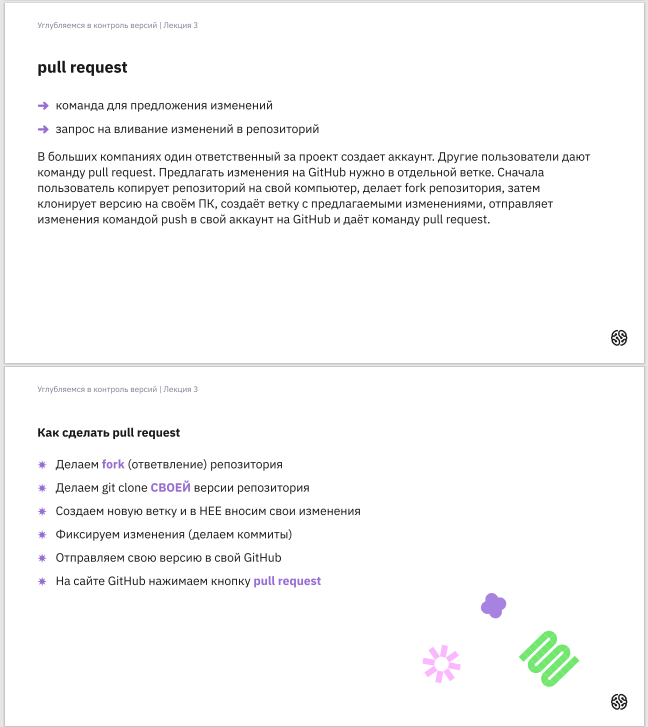 Углубляемся в контроль версий | Лекция 3
pull request
команда для предложения изменений
запрос на вливание изменений в репозиторий
В больших компаниях один ответственный за проект создает аккаунт. Другие пользователи дают
команду pull request. Предлагать изменения на GitHub нужно в отдельной ветке. Сначала
пользователь копирует репозиторий на свой компьютер, делает fork репозитория, затем
клонирует версию на своём ПК, создаёт ветку с предлагаемыми изменениями, отправляет
изменения командой push в свой аккаунт на GitHub и даёт команду pull request.
Углубляемся в контроль версий | Лекция 3
Как сделать pull request
Делаем fork (ответвление) репозитория
Делаем git clone СВОЕЙ версии репозитория
Создаем новую ветку и в НЕЕ вносим свои изменения
Фиксируем изменения (делаем коммиты)
Отправляем свою версию в свой GitHub
На сайте GitHub нажимаем кнопку pull request